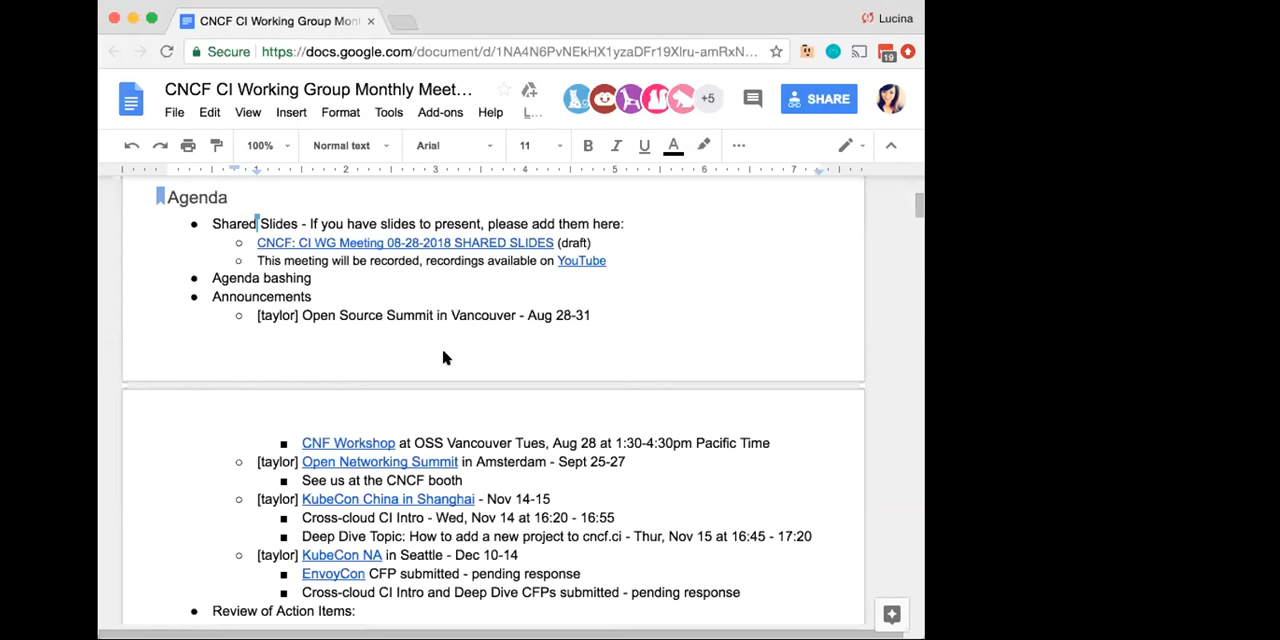 CNCF CI Working Group Mon
Lucina
Secure https://docs.google.com/document/d/1NA4N6PvNEkHX1yzaDFr19Xlru-amRxN...
19
CNCF CI Working Group Monthly Meet...
+5
SHARE
File Edit View Insert Format Tools Add-ons Help L...
100% Normal text Arial 11 B I U A
1 2 3 4 5 6 7
Agenda
Shared Slides - If you have slides to present, please add them here:
CNCF: CI WG Meeting 08-28-2018 SHARED SLIDES (draft)
This meeting will be recorded, recordings available on YouTube
Agenda bashing
Announcements
[taylor] Open Source Summit in Vancouver - Aug 28-31
CNF Workshop at OSS Vancouver Tues, Aug 28 at 1:30-4:30pm Pacific Time
[taylor] Open Networking Summit in Amsterdam - Sept 25-27
See us at the CNCF booth
[taylor] KubeCon China in Shanghai - Nov 14-15
Cross-cloud CI Intro - Wed, Nov 14 at 16:20 - 16:55
Deep Dive Topic: How to add a new project to cncf.ci - Thur, Nov 15 at 16:45 - 17:20
[taylor] KubeCon NA in Seattle - Dec 10-14
EnvoyCon CFP submitted - pending response
Cross-cloud CI Intro and Deep Dive CFPs submitted - pending response
Review of Action Items: